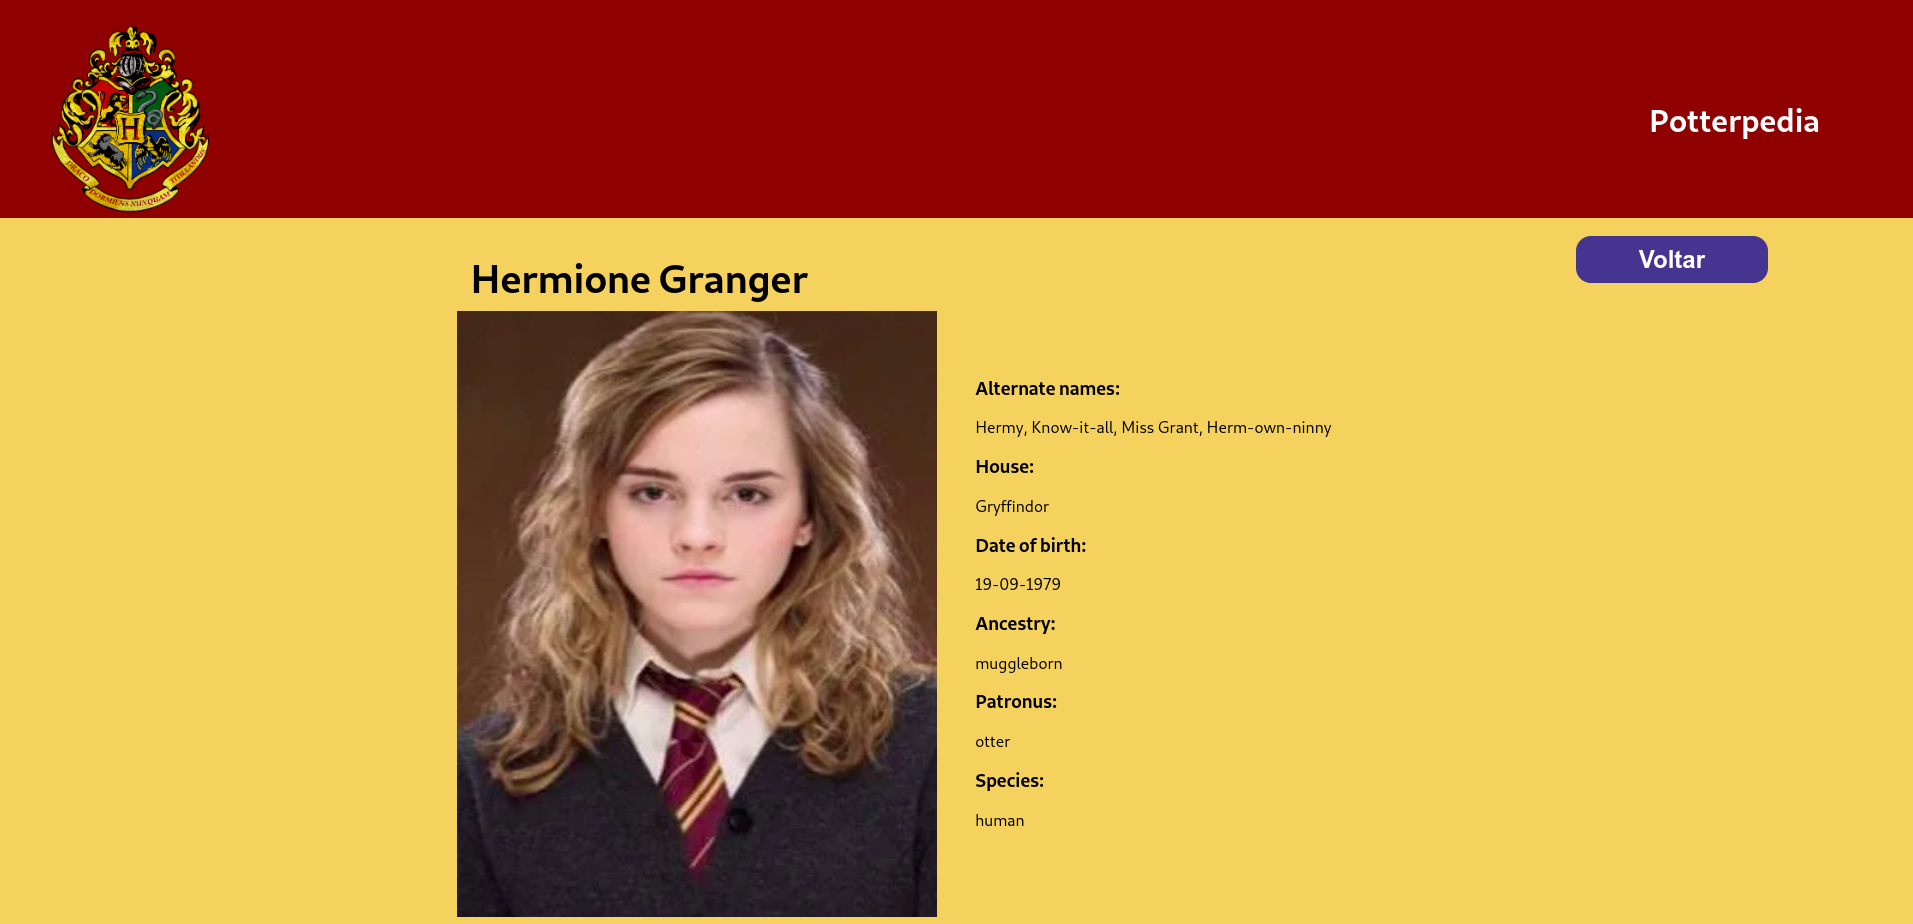 DRACO DORMIENS NUNQUAM TITILLANDUS
H
Potterpedia
Voltar
Hermione Granger
Alternate names:
Hermy, Know-it-all, Miss Grant, Herm-own-ninny
House:
Gryffindor
Date of birth:
19-09-1979
Ancestry:
muggleborn
Patronus:
otter
Species:
human